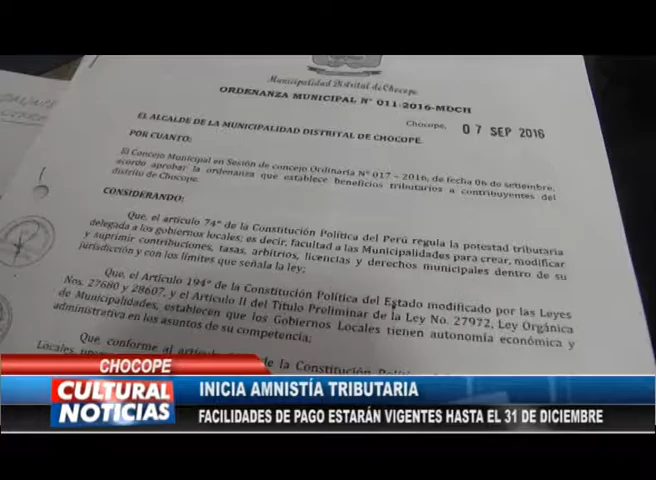 Municipalidad Distrital de Chocope
ORDENANZA MUNICIPAL N° 011-2016-MDCH
Chocope, 07 SEP 2016
EL ALCALDE DE LA MUNICIPALIDAD DISTRITAL DE CHOCOPE.
POR CUANTO:
El Concejo Municipal en Sesión de concejo Ordinaria N° 017 – 2016, de fecha 06 de setiembre,
acordo aprobar la ordenanza que establece beneficios tributarios a contribuyentes del
distrito de Chocope.
CONSIDERANDO:
Que, el artículo 74° de la Constitución Política del Perú regula la potestad tributaria
delegada a los gobiernos locales, es decir, facultad a las Municipalidades para crear, modificar
y suprimir contribuciones, tasas, arbitrios, licencias y derechos municipales dentro de su
jurisdicción y con los límites que señala la ley;
Que, el Artículo 194° de la Constitución Política del Estado modificado por las Leyes
Nos. 27680 y 28607, y el Artículo II del Título Preliminar de la Ley No. 27972, Ley Orgánica
de Municipalidades, establecen que los Gobiernos Locales tienen autonomía económica y
administrativa en los asuntos de su competencia;
Que, conforme al artículo de la Constitución
Locales,
CHOCOPE
CULTURAL
NOTICIAS
INICIA AMNISTÍA TRIBUTARIA
FACILIDADES DE PAGO ESTARÁN VIGENTES HASTA EL 31 DE DICIEMBRE